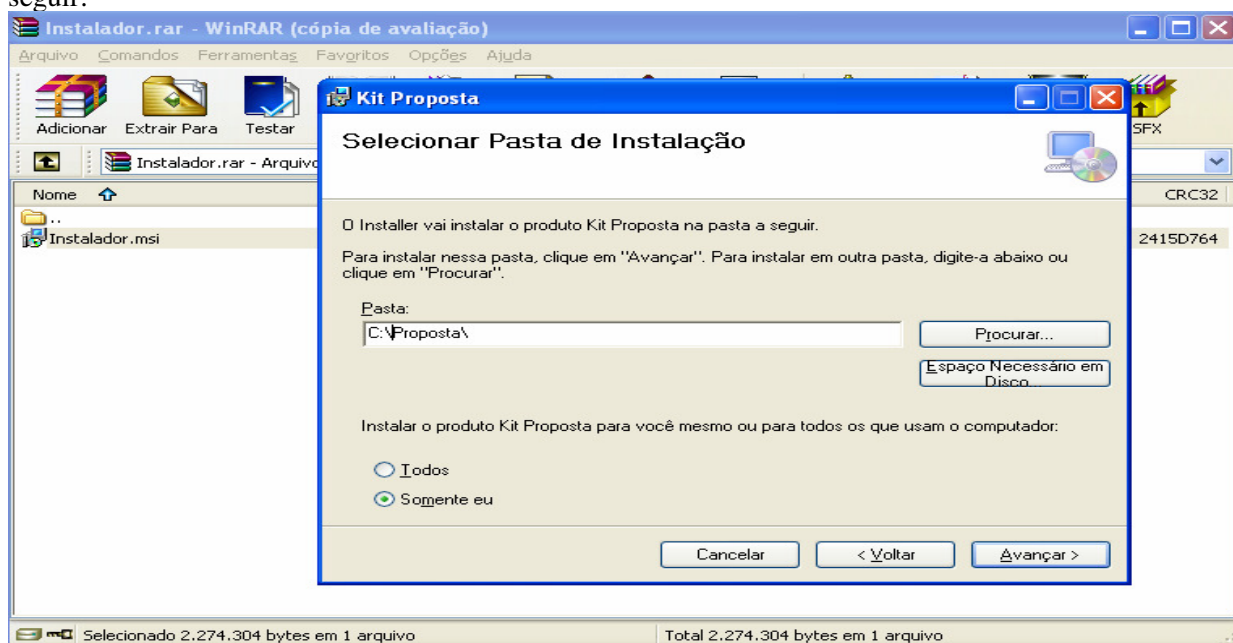 seguir:
Instalador.rar - WinRAR (cópia de avaliação)
Arquivo Comandos Ferramentas Favoritos Opções Ajuda
Adicionar Extrair Para Testar SFX
Instalador.rar - Arquivo
Nome CRC32
..
Instalador.msi 2415D764
Kit Proposta
Selecionar Pasta de Instalação
O Installer vai instalar o produto Kit Proposta na pasta a seguir.
Para instalar nessa pasta, clique em "Avançar". Para instalar em outra pasta, digite-a abaixo ou
clique em "Procurar".
Pasta:
C:\Proposta\
Procurar...
Espaço Necessário em
Disco...
Instalar o produto Kit Proposta para você mesmo ou para todos os que usam o computador:
Todos
Somente eu
Cancelar < Voltar Avançar >
Selecionado 2.274.304 bytes em 1 arquivo Total 2.274.304 bytes em 1 arquivo